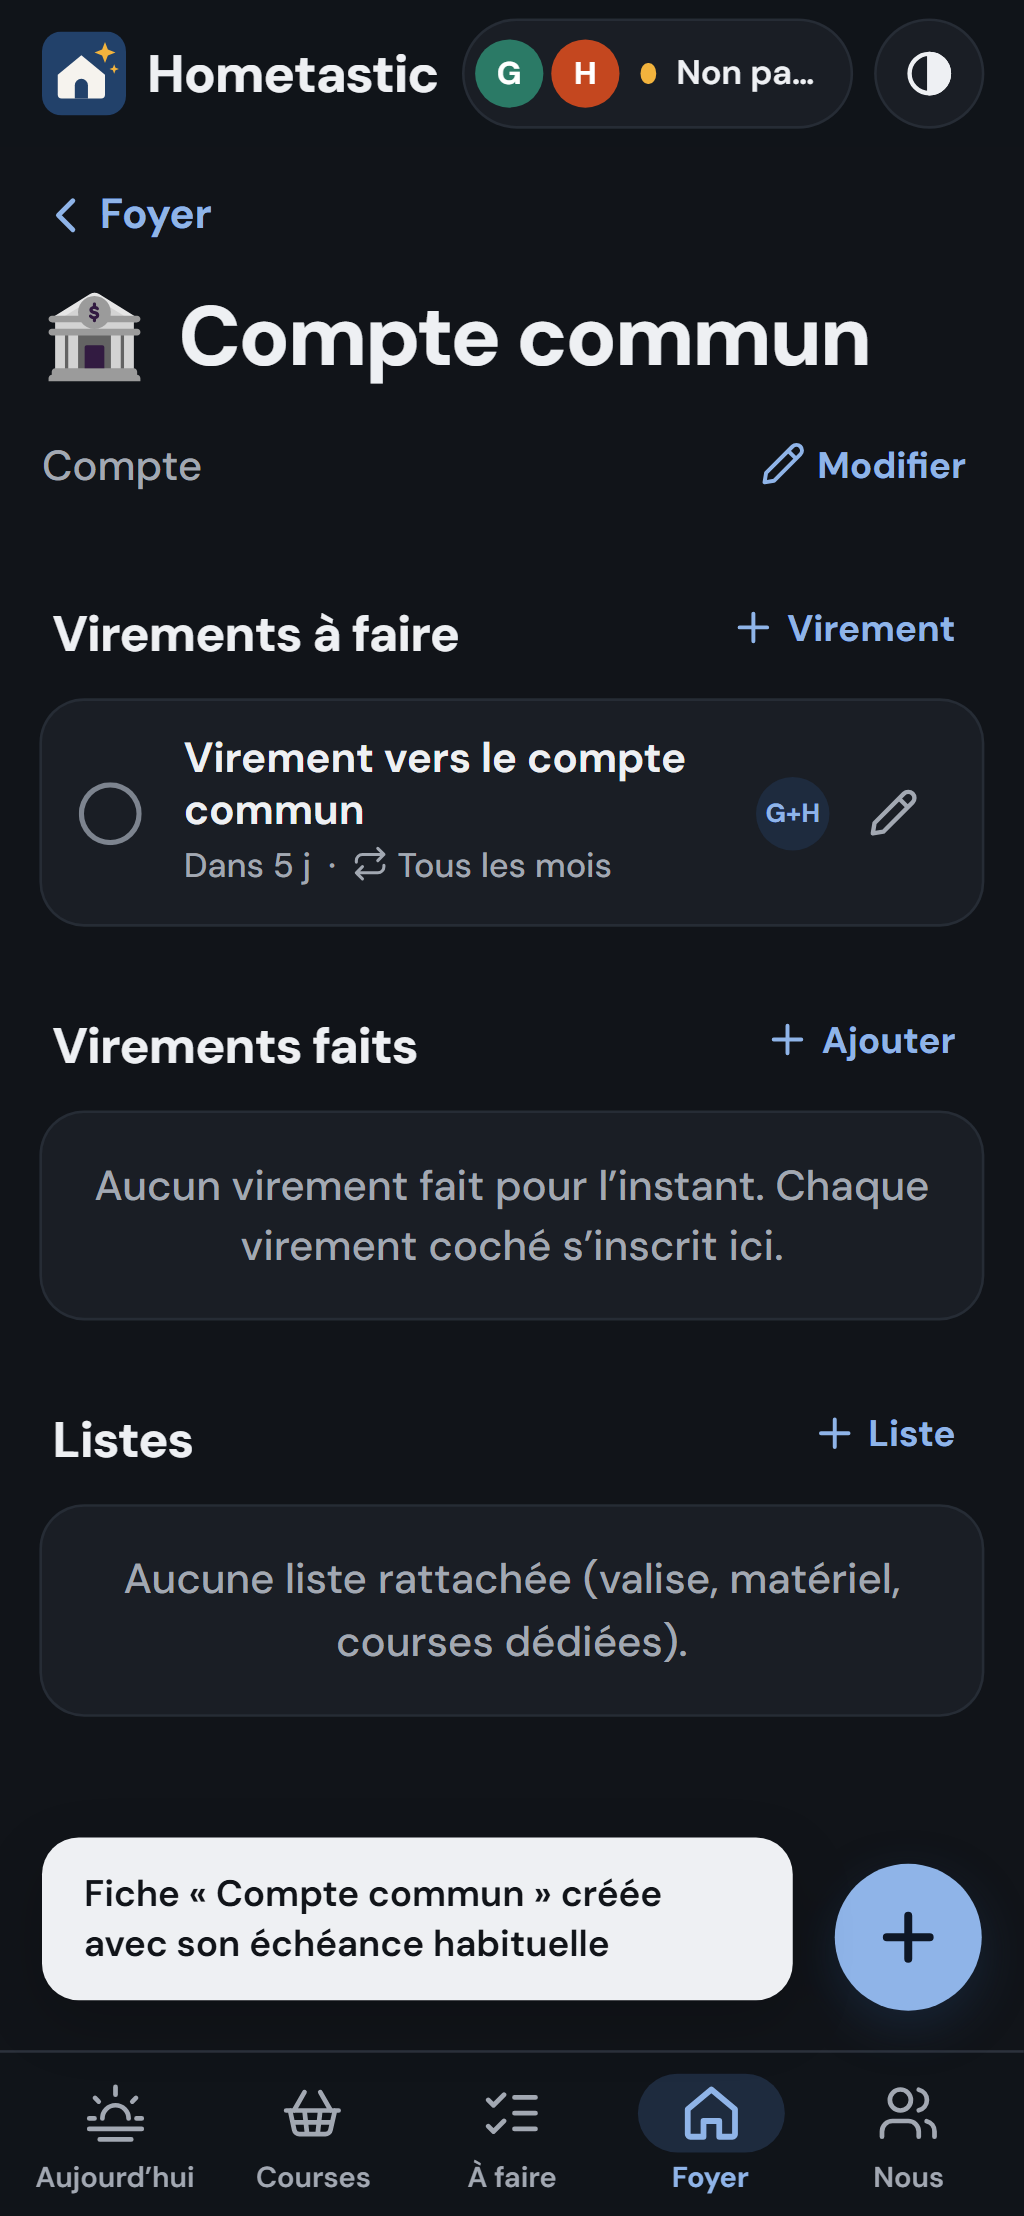 Hometastic
G
H
Non pa...
Foyer
$
Compte commun
Compte
Modifier
Virements à faire
Virement
Virement vers le compte
commun
G+H
Dans 5 j · Tous les mois
Virements faits
Ajouter
Aucun virement fait pour l’instant. Chaque
virement coché s’inscrit ici.
Listes
Liste
Aucune liste rattachée (valise, matériel,
courses dédiées).
Fiche « Compte commun » créée
avec son échéance habituelle
Aujourd’hui
Courses
À faire
Foyer
Nous